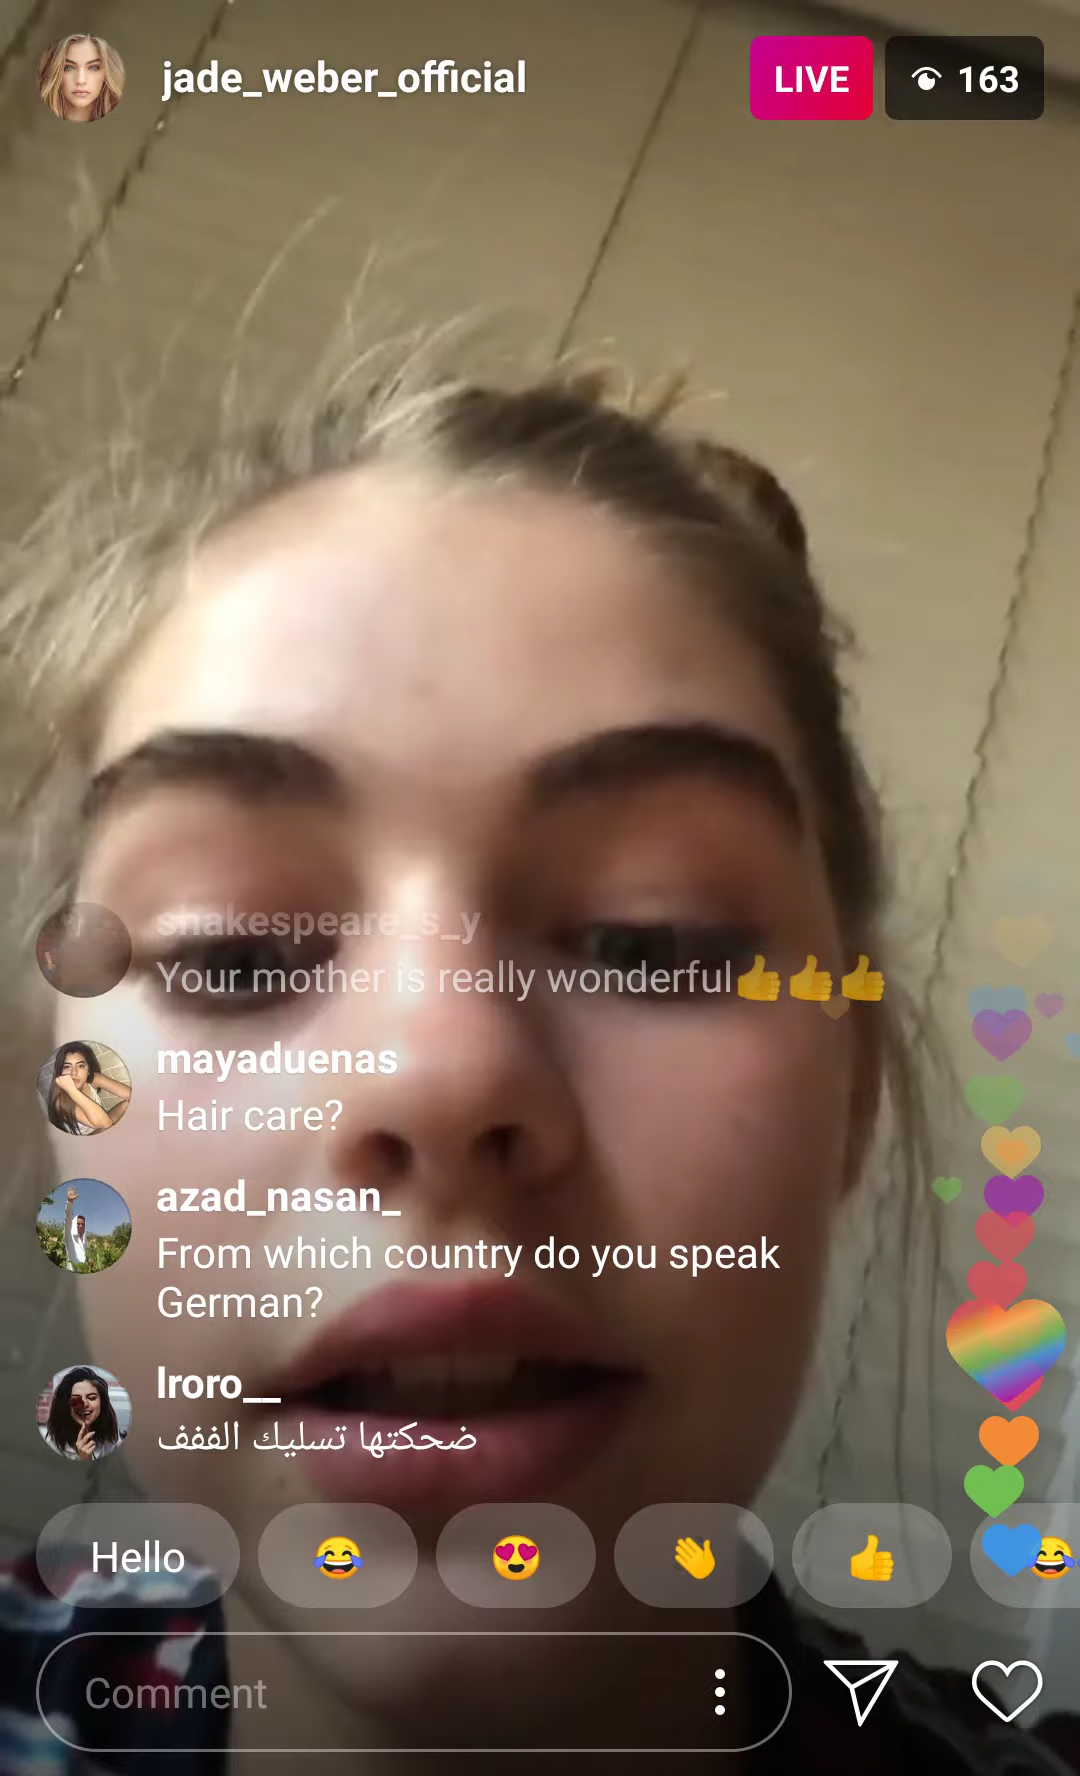 jade_weber_official
LIVE
163
shakespeare_s_y
Your mother is really wonderful👍👍👍
mayaduenas
Hair care?
azad_nasan_
From which country do you speak
German?
lroro__
ضحكتها تسليك الففف
Hello
Comment